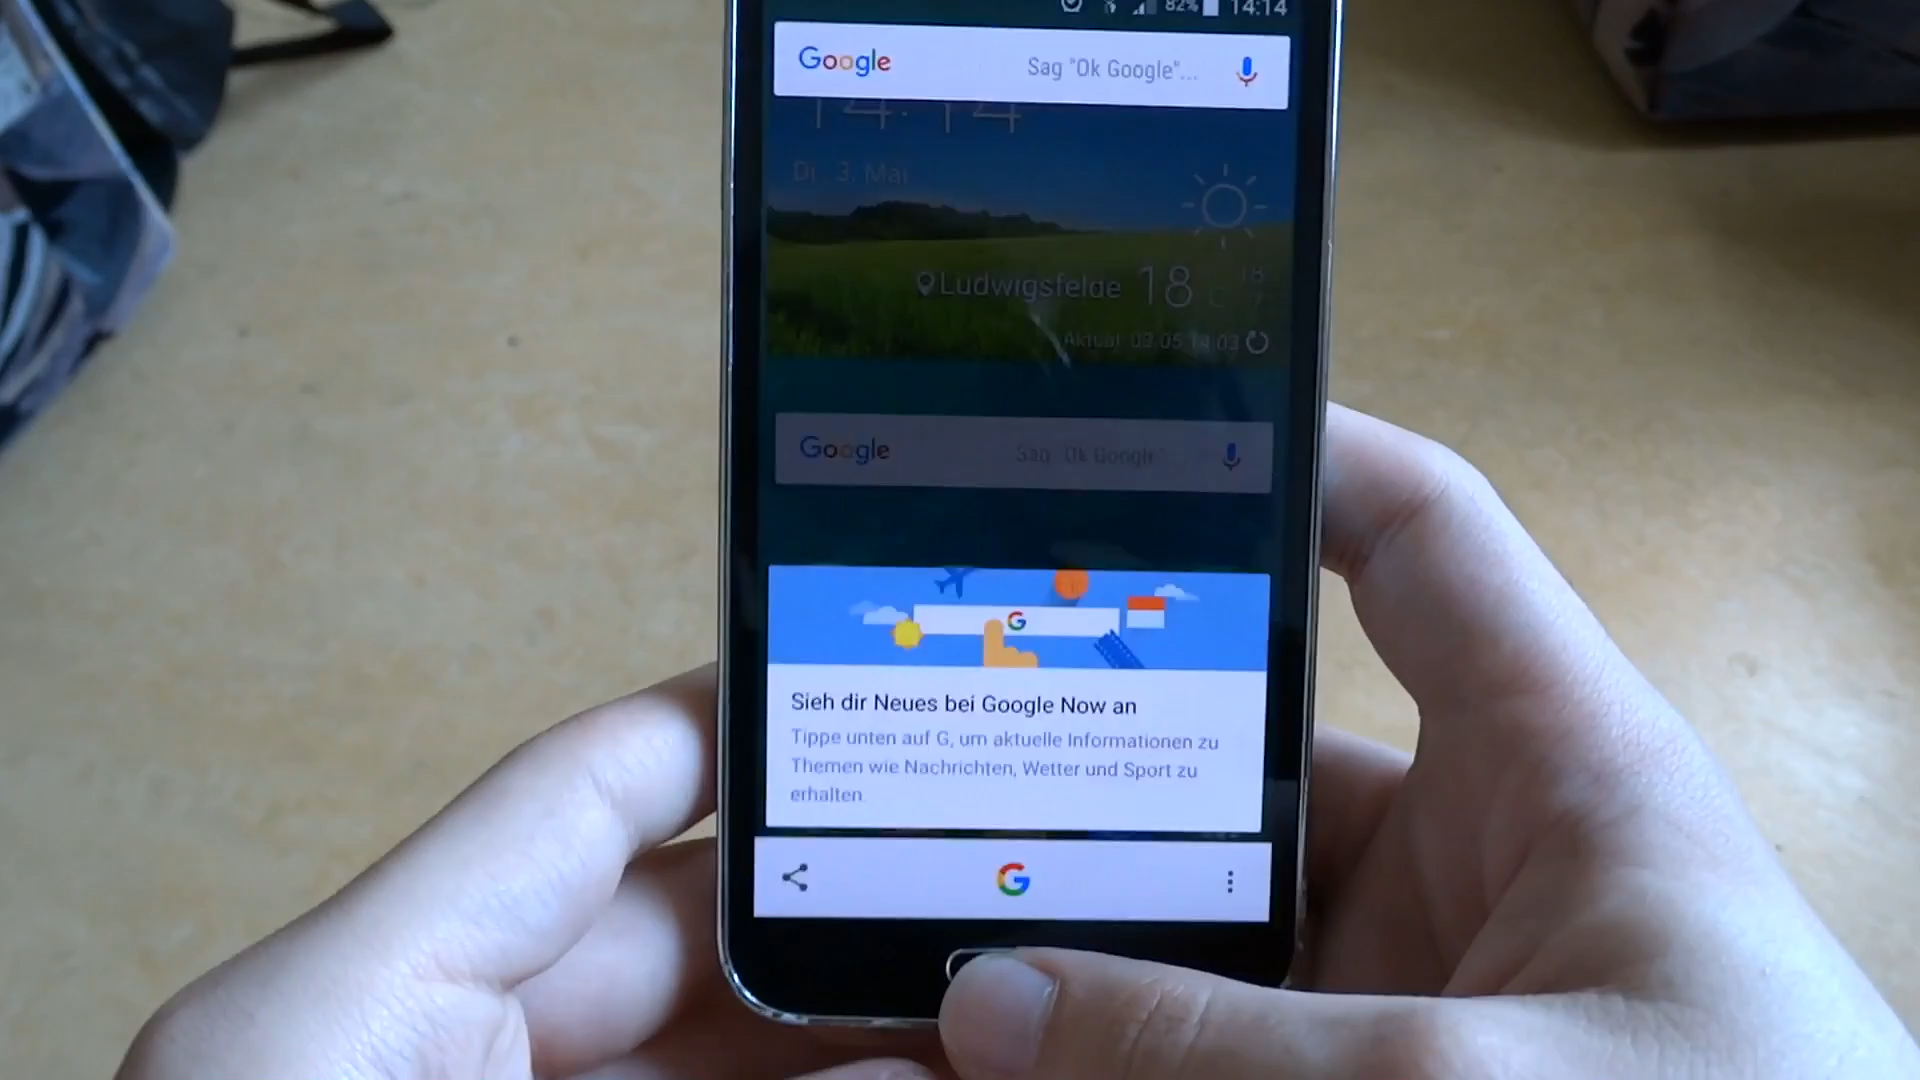 82% 14:14
Google Sag "Ok Google"...
14:14
Di. 3. Mai
Ludwigsfelde 18
Aktual. 03.05 14:03
Google Sag "Ok Google"
G
Sieh dir Neues bei Google Now an
Tippe unten auf G, um aktuelle Informationen zu
Themen wie Nachrichten, Wetter und Sport zu
erhalten.
G